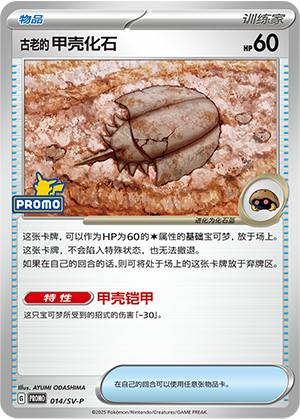 物品
训练家
古老的 甲壳化石
HP 60
PROMO
进化为化石盔
这张卡牌，可以作为HP为60的✶属性的基础宝可梦，放于场上。
这张卡牌，不会陷入特殊状态，也无法撤退。
如果在自己的回合的话，则可将处于场上的这张卡牌放于弃牌区。
特性 甲壳铠甲
这只宝可梦所受到的招式的伤害「-30」。
illus. AYUMI ODASHIMA
G PROMO 014/SV-P
在自己的回合可以使用任意张物品卡。
©2025 Pokémon/Nintendo/Creatures/GAME FREAK.